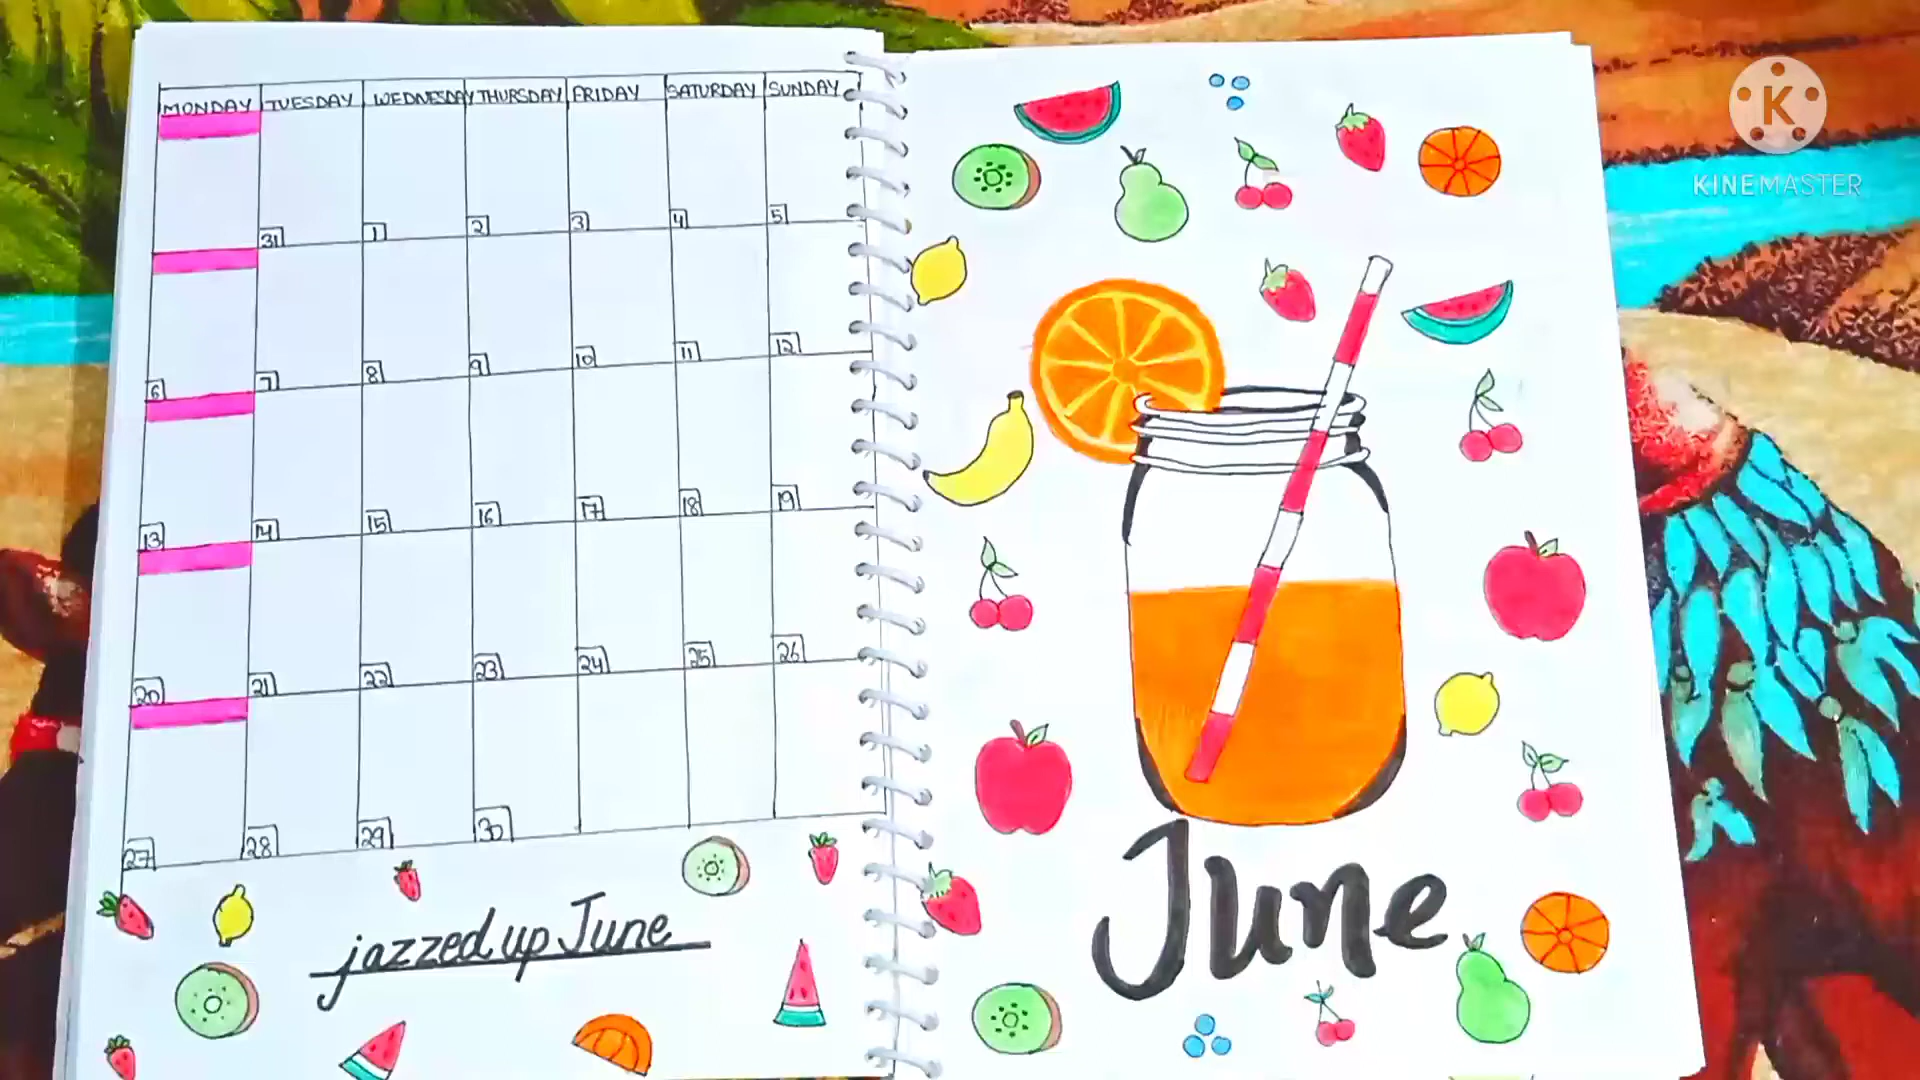 MONDAY TUESDAY WEDNESDAY THURSDAY FRIDAY SATURDAY SUNDAY
31 1 2 3 4 5
6 7 8 9 10 11 12
13 14 15 16 17 18 19
20 21 22 23 24 25 26
27 28 29 30
jazzed up June
K
KINEMASTER
June